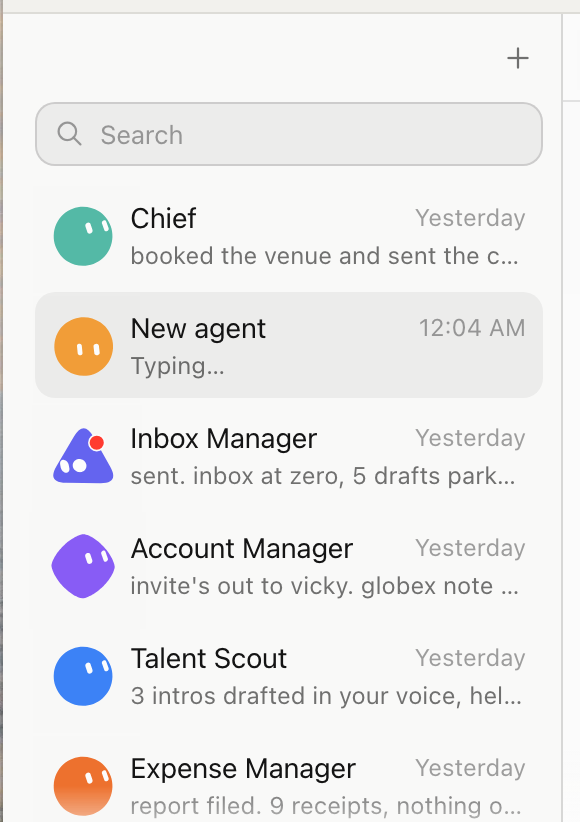 Search
Chief Yesterday
booked the venue and sent the c...
New agent 12:04 AM
Typing...
Inbox Manager Yesterday
sent. inbox at zero, 5 drafts park...
Account Manager Yesterday
invite's out to vicky. globex note ...
Talent Scout Yesterday
3 intros drafted in your voice, hel...
Expense Manager Yesterday
report filed. 9 receipts, nothing o...